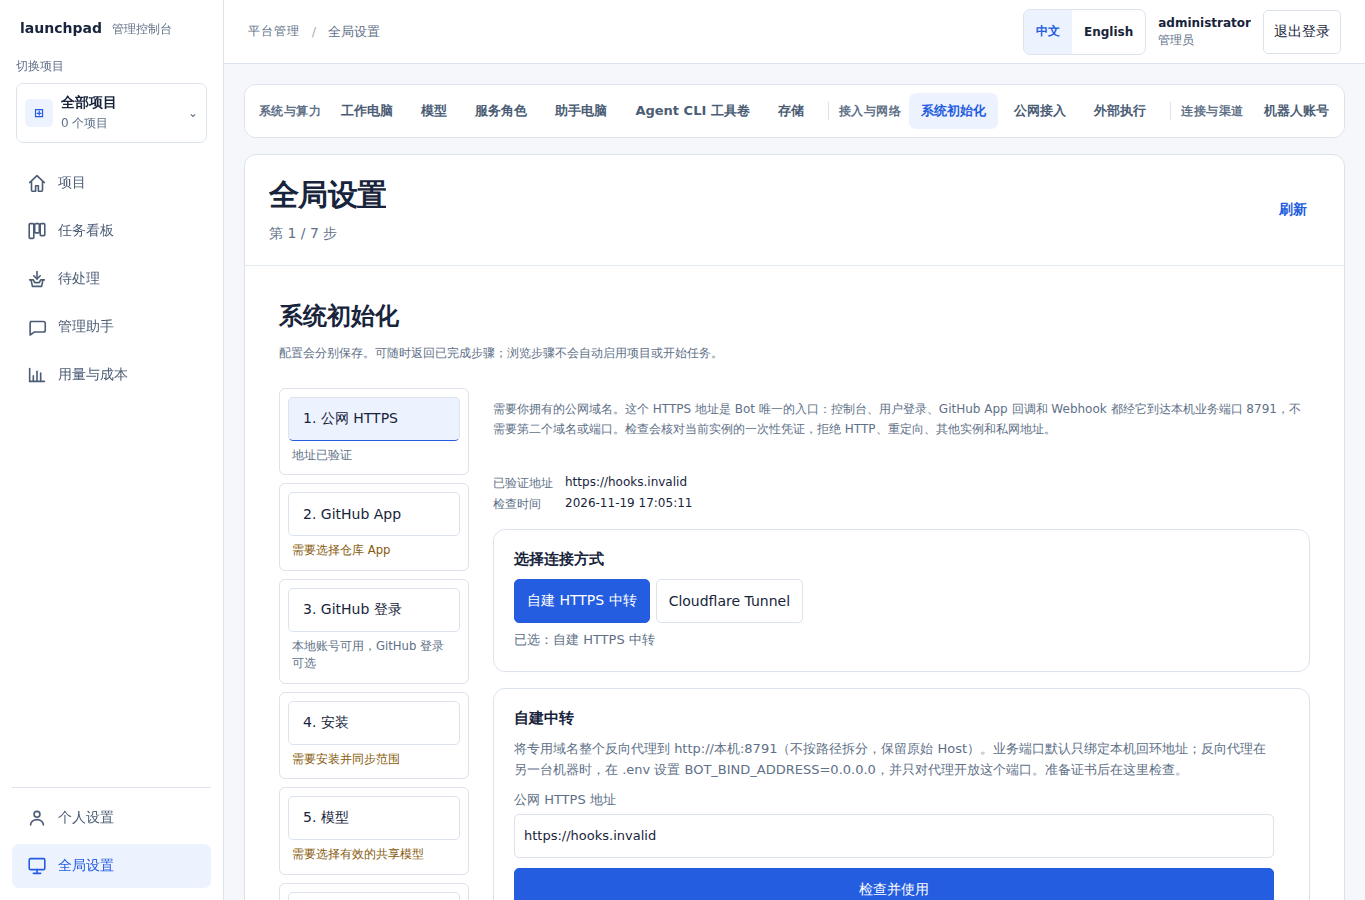 launchpad 管理控制台
切换项目
全部项目
0 个项目
项目
任务看板
待处理
管理助手
用量与成本
个人设置
全局设置
平台管理 / 全局设置
中文 English
administrator
管理员
退出登录
系统与算力 工作电脑 模型 服务角色 助手电脑 Agent CLI 工具卷 存储 接入与网络 系统初始化 公网接入 外部执行 连接与渠道 机器人账号
全局设置
第 1 / 7 步
刷新
系统初始化
配置会分别保存。可随时返回已完成步骤；浏览步骤不会自动启用项目或开始任务。
1. 公网 HTTPS
地址已验证
2. GitHub App
需要选择仓库 App
3. GitHub 登录
本地账号可用，GitHub 登录
可选
4. 安装
需要安装并同步范围
5. 模型
需要选择有效的共享模型
需要你拥有的公网域名。这个 HTTPS 地址是 Bot 唯一的入口：控制台、用户登录、GitHub App 回调和 Webhook 都经它到达本机业务端口 8791，不
需要第二个域名或端口。检查会核对当前实例的一次性凭证，拒绝 HTTP、重定向、其他实例和私网地址。
已验证地址 https://hooks.invalid
检查时间 2026-11-19 17:05:11
选择连接方式
自建 HTTPS 中转 Cloudflare Tunnel
已选：自建 HTTPS 中转
自建中转
将专用域名整个反向代理到 http://本机:8791（不按路径拆分，保留原始 Host）。业务端口默认只绑定本机回环地址；反向代理在
另一台机器时，在 .env 设置 BOT_BIND_ADDRESS=0.0.0.0，并只对代理开放这个端口。准备证书后在这里检查。
公网 HTTPS 地址
https://hooks.invalid
检查并使用